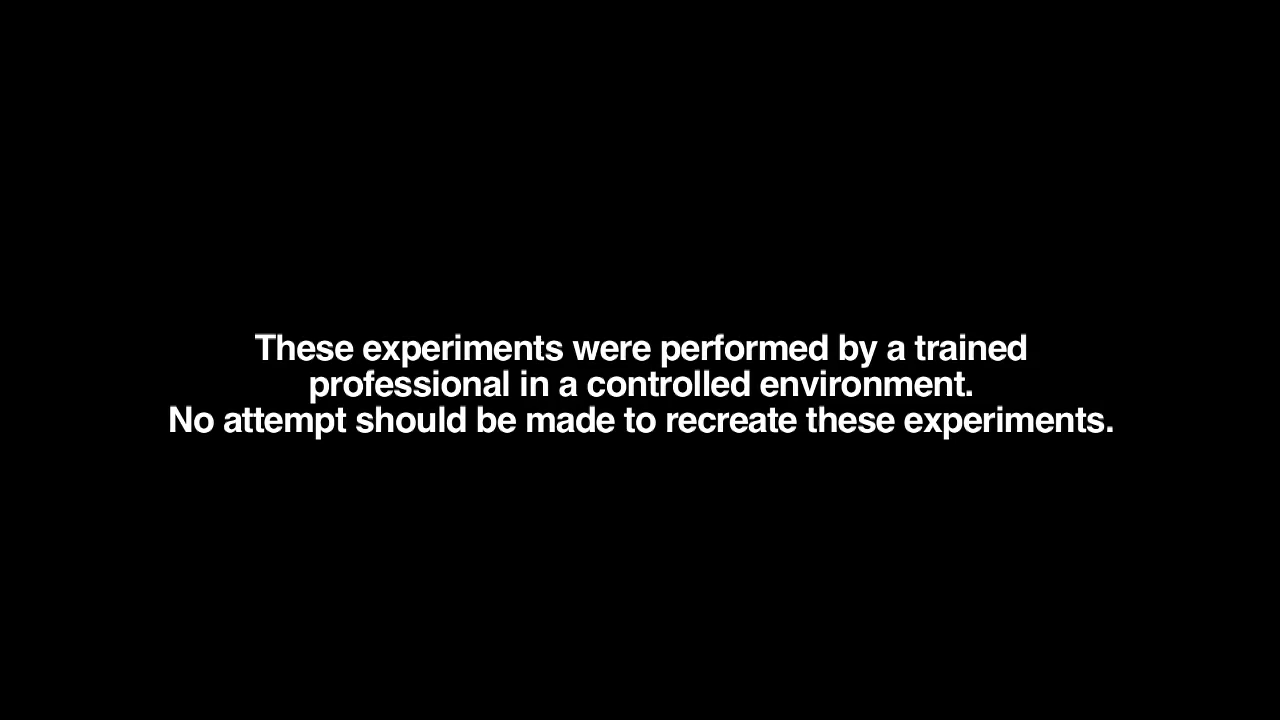 These experiments were performed by a trained
professional in a controlled environment.
No attempt should be made to recreate these experiments.